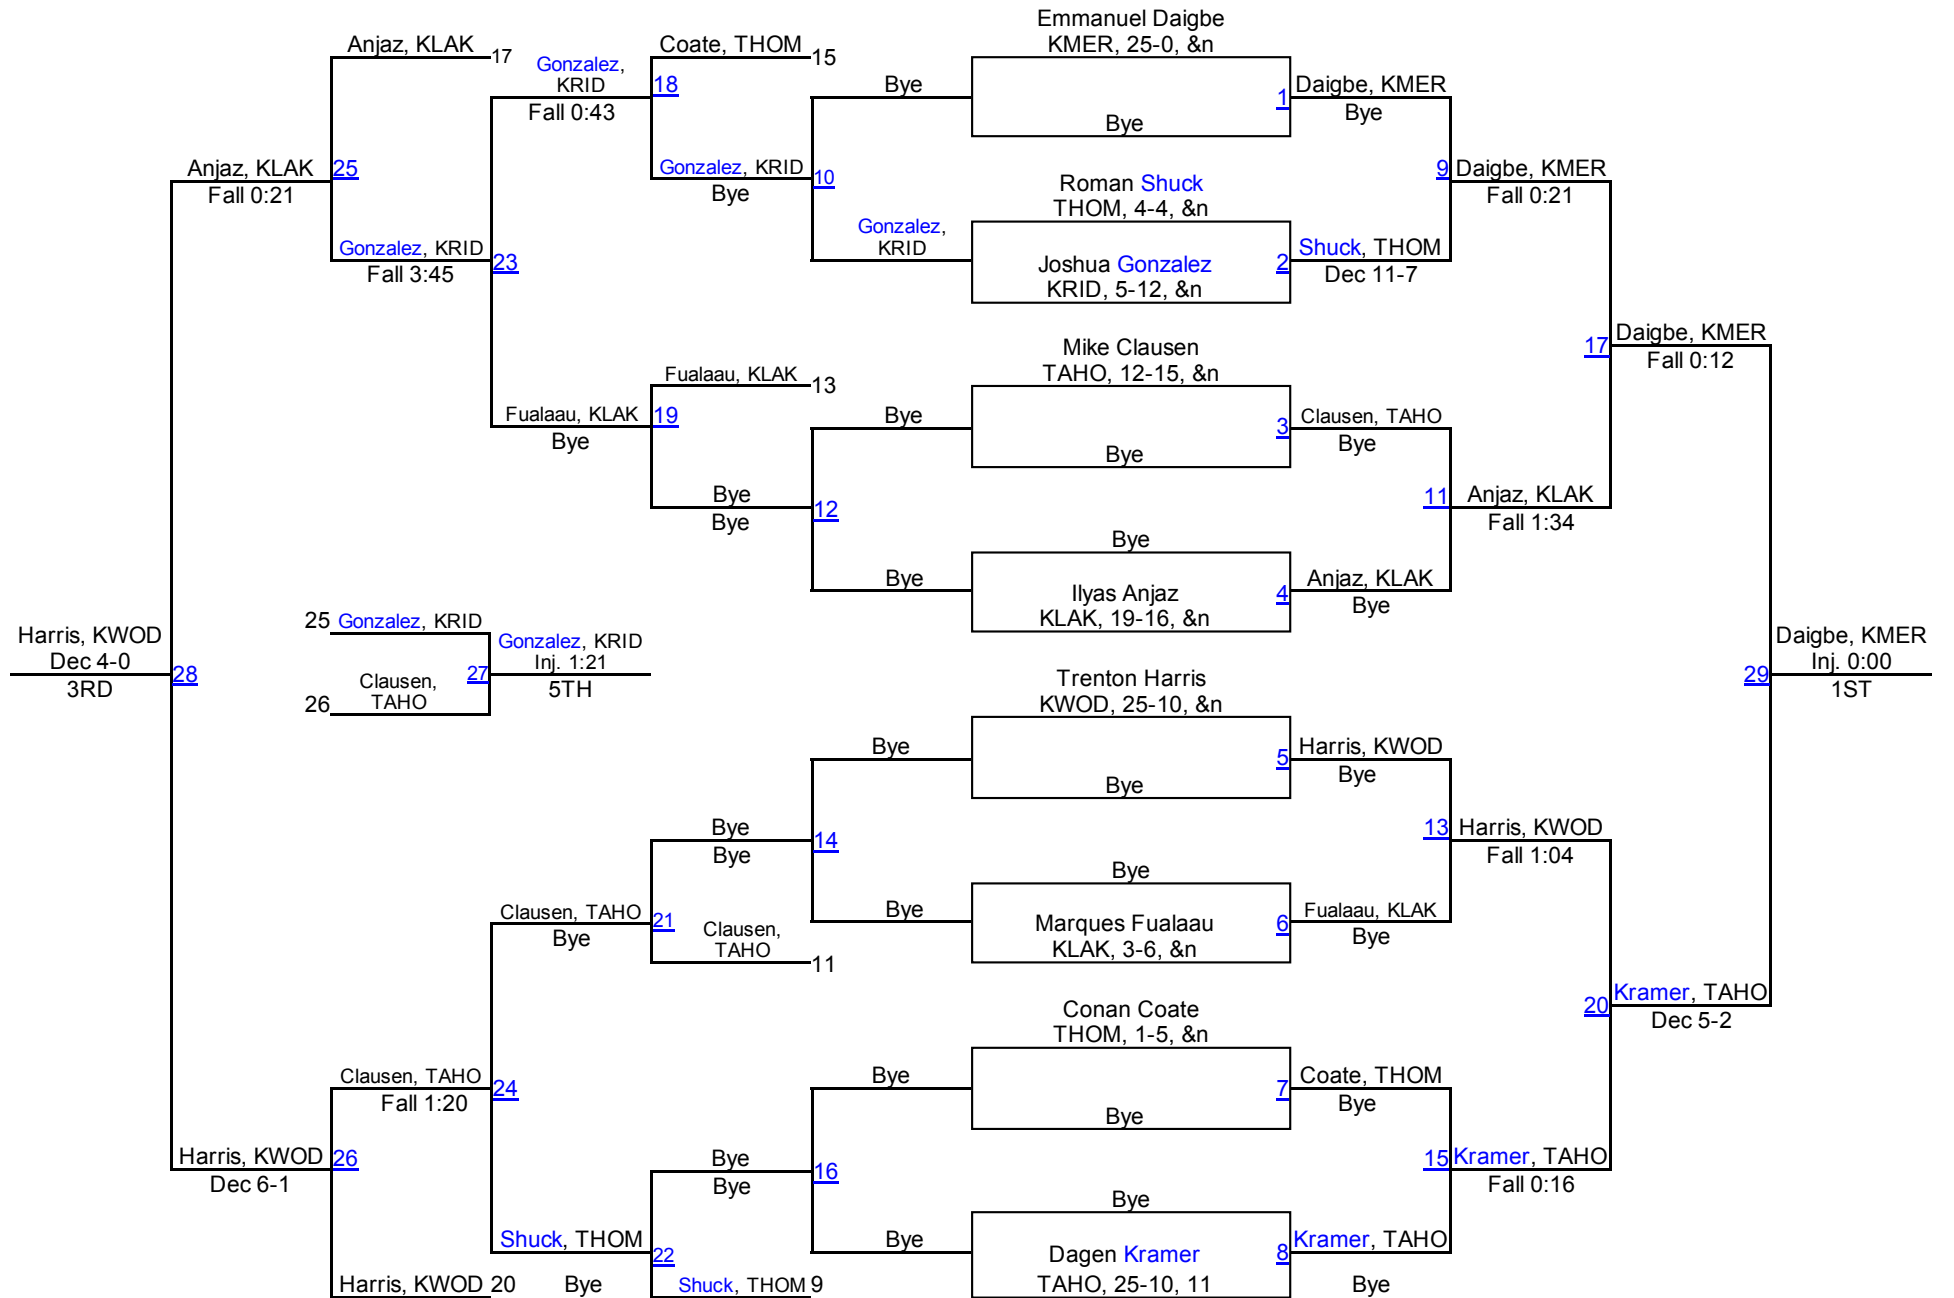 Emmanuel Daigbe
KMER, 25-0, &n
Anjaz, KLAK
17
Coate, THOM
15
Gonzalez,
KRID
18
Fall 0:43
Bye
1
Daigbe, KMER
Bye
Bye
Anjaz, KLAK
25
Fall 0:21
Gonzalez, KRID
10
Bye
Roman Shuck
THOM, 4-4, &n
9
Daigbe, KMER
Fall 0:21
Gonzalez,
KRID
Gonzalez, KRID
23
Fall 3:45
Joshua Gonzalez
KRID, 5-12, &n
2
Shuck, THOM
Dec 11-7
Mike Clausen
TAHO, 12-15, &n
17
Daigbe, KMER
Fall 0:12
Fualaau, KLAK
13
Fualaau, KLAK
19
Bye
Bye
3
Clausen, TAHO
Bye
Bye
Bye
12
Bye
11
Anjaz, KLAK
Fall 1:34
Bye
Bye
Ilyas Anjaz
KLAK, 19-16, &n
4
Anjaz, KLAK
Bye
Harris, KWOD
Dec 4-0
28
3RD
25
Gonzalez, KRID
Clausen,
TAHO
26
27
Gonzalez, KRID
Inj. 1:21
5TH
Daigbe, KMER
Inj. 0:00
29
1ST
Trenton Harris
KWOD, 25-10, &n
Bye
5
Harris, KWOD
Bye
Bye
Bye
14
Bye
13
Harris, KWOD
Fall 1:04
Bye
Clausen, TAHO
21
Bye
Clausen,
TAHO
11
Bye
Marques Fualaau
KLAK, 3-6, &n
6
Fualaau, KLAK
Bye
Conan Coate
THOM, 1-5, &n
20
Kramer, TAHO
Dec 5-2
Clausen, TAHO
24
Fall 1:20
Bye
7
Coate, THOM
Bye
Bye
Harris, KWOD
26
Dec 6-1
Bye
16
Bye
15
Kramer, TAHO
Fall 0:16
Bye
Shuck, THOM
22
Bye
Dagen Kramer
TAHO, 25-10, 11
8
Kramer, TAHO
Bye
Harris, KWOD
20
Bye
Shuck, THOM
9